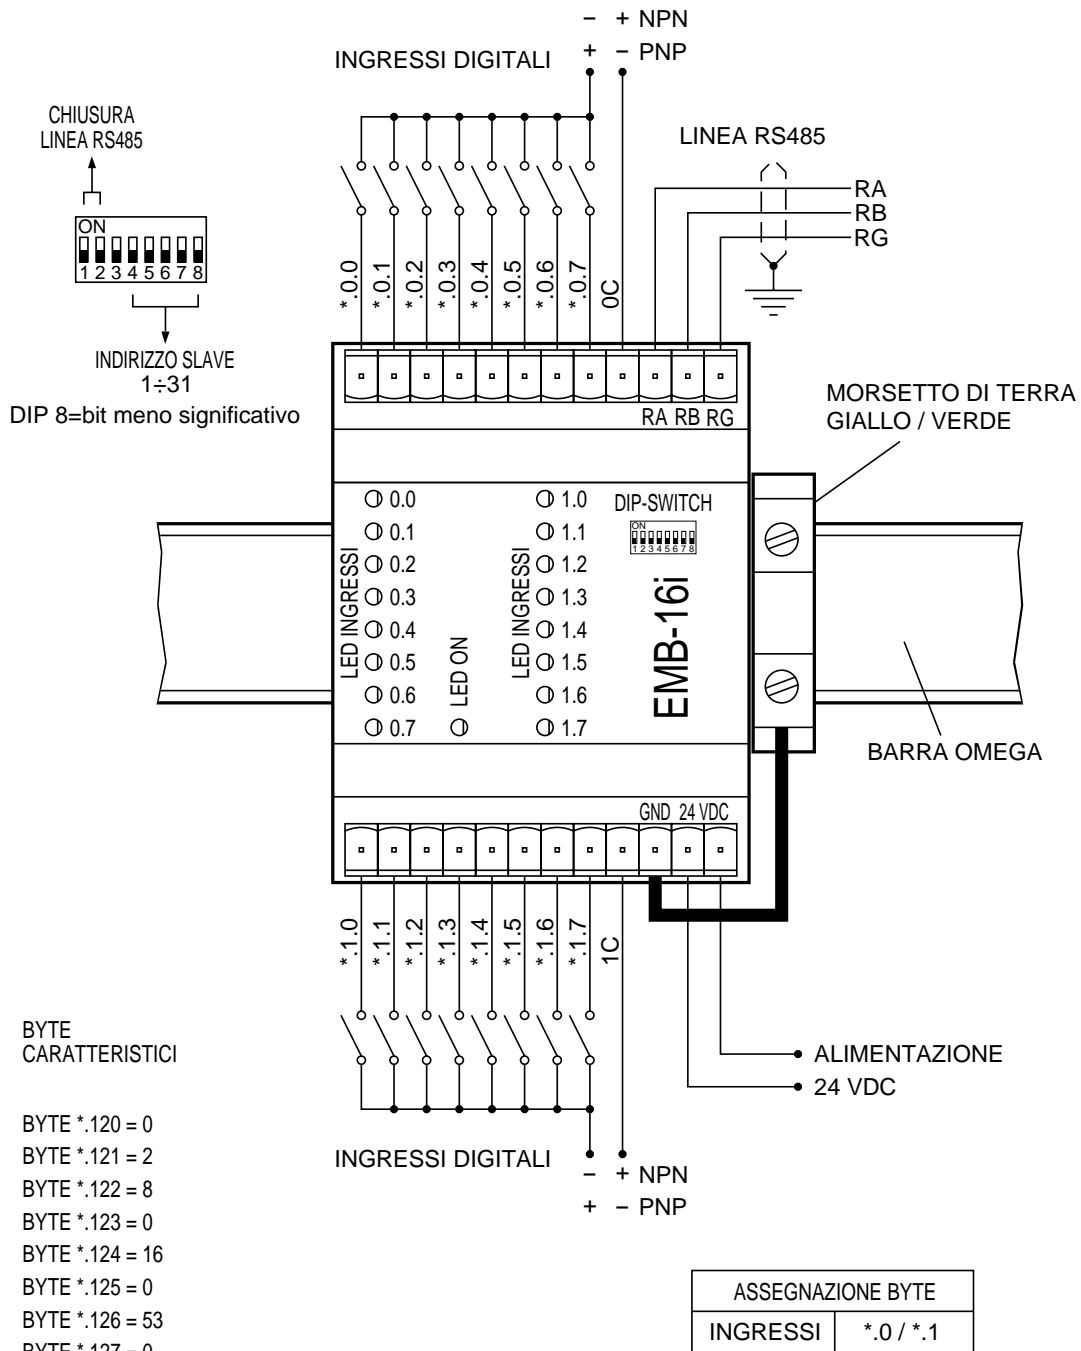 − + NPN
+ − PNP
INGRESSI DIGITALI
CHIUSURA
LINEA RS485
ON
1 2 3 4 5 6 7 8
INDIRIZZO SLAVE
1÷31
DIP 8=bit meno significativo
LINEA RS485
RA
RB
RG
*.0.0
*.0.1
*.0.2
*.0.3
*.0.4
*.0.5
*.0.6
*.0.7
0C
RA RB RG
MORSETTO DI TERRA
GIALLO / VERDE
LED INGRESSI
0.0
0.1
0.2
0.3
0.4
0.5
0.6
0.7
LED ON
LED INGRESSI
1.0
1.1
1.2
1.3
1.4
1.5
1.6
1.7
DIP-SWITCH
ON
1 2 3 4 5 6 7 8
EMB-16i
BARRA OMEGA
GND 24 VDC
*.1.0
*.1.1
*.1.2
*.1.3
*.1.4
*.1.5
*.1.6
*.1.7
1C
ALIMENTAZIONE
24 VDC
INGRESSI DIGITALI
− + NPN
+ − PNP
BYTE
CARATTERISTICI
BYTE *.120 = 0
BYTE *.121 = 2
BYTE *.122 = 8
BYTE *.123 = 0
BYTE *.124 = 16
BYTE *.125 = 0
BYTE *.126 = 53
BYTE *.127 = 0
ASSEGNAZIONE BYTE
INGRESSI *.0 / *.1